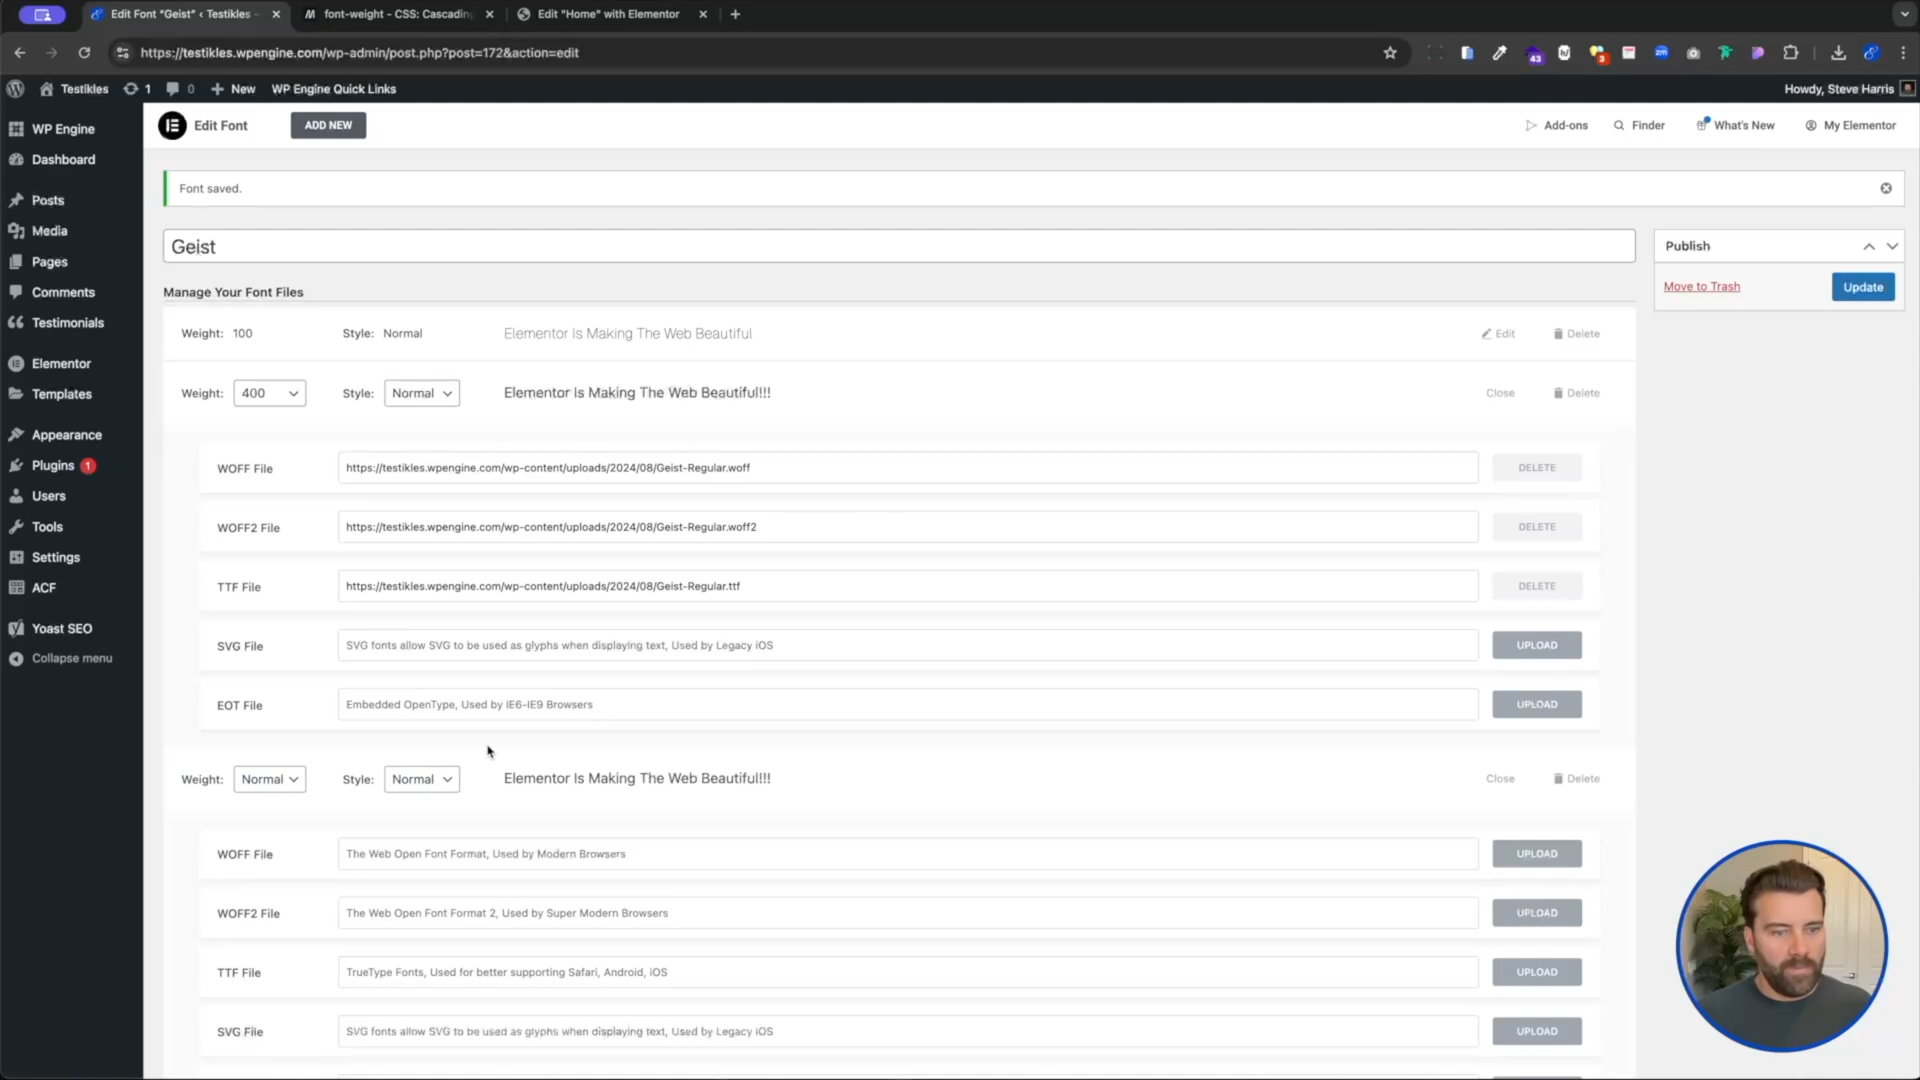 Edit Font "Geist" ‹ Testikles –
font-weight - CSS: Cascading
Edit "Home" with Elementor
https://testikles.wpengine.com/wp-admin/post.php?post=172&action=edit
43
3
zm
Testikles
1
0
New
WP Engine Quick Links
Howdy, Steve Harris
WP Engine
Dashboard
Posts
Media
Pages
Comments
Testimonials
Elementor
Templates
Appearance
Plugins 1
Users
Tools
Settings
ACF
Yoast SEO
Collapse menu
Edit Font
ADD NEW
Add-ons
Finder
What's New
My Elementor
Font saved.
Geist
Publish
Move to Trash
Update
Manage Your Font Files
Weight: 100 Style: Normal Elementor Is Making The Web Beautiful Edit Delete
Weight: 400 Style: Normal Elementor Is Making The Web Beautiful!!! Close Delete
WOFF File https://testikles.wpengine.com/wp-content/uploads/2024/08/Geist-Regular.woff DELETE
WOFF2 File https://testikles.wpengine.com/wp-content/uploads/2024/08/Geist-Regular.woff2 DELETE
TTF File https://testikles.wpengine.com/wp-content/uploads/2024/08/Geist-Regular.ttf DELETE
SVG File SVG fonts allow SVG to be used as glyphs when displaying text, Used by Legacy iOS UPLOAD
EOT File Embedded OpenType, Used by IE6-IE9 Browsers UPLOAD
Weight: Normal Style: Normal Elementor Is Making The Web Beautiful!!! Close Delete
WOFF File The Web Open Font Format, Used by Modern Browsers UPLOAD
WOFF2 File The Web Open Font Format 2, Used by Super Modern Browsers UPLOAD
TTF File TrueType Fonts, Used for better supporting Safari, Android, iOS UPLOAD
SVG File SVG fonts allow SVG to be used as glyphs when displaying text, Used by Legacy iOS UPLOAD